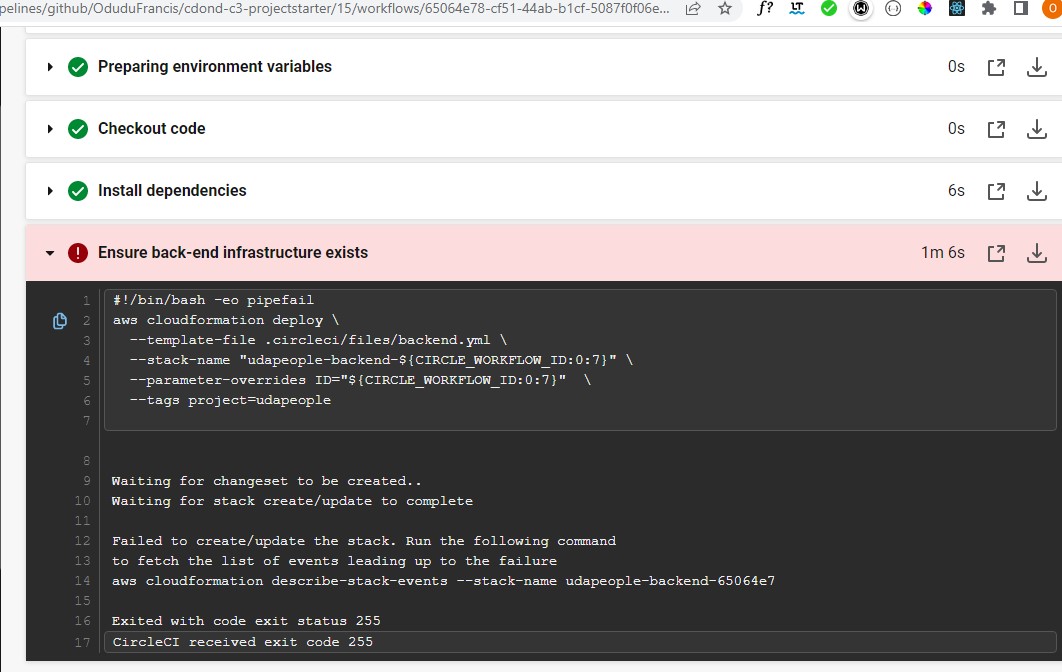 pelines/github/OduduFrancis/cdond-c3-projectstarter/15/workflows/65064e78-cf51-44ab-b1cf-5087f0f06e...
f?
LT
W
O
Preparing environment variables 0s
Checkout code 0s
Install dependencies 6s
! Ensure back-end infrastructure exists 1m 6s
1 #!/bin/bash -eo pipefail
2 aws cloudformation deploy \
3 --template-file .circleci/files/backend.yml \
4 --stack-name "udapeople-backend-${CIRCLE_WORKFLOW_ID:0:7}" \
5 --parameter-overrides ID="${CIRCLE_WORKFLOW_ID:0:7}" \
6 --tags project=udapeople
7
8
9 Waiting for changeset to be created..
10 Waiting for stack create/update to complete
11
12 Failed to create/update the stack. Run the following command
13 to fetch the list of events leading up to the failure
14 aws cloudformation describe-stack-events --stack-name udapeople-backend-65064e7
15
16 Exited with code exit status 255
17 CircleCI received exit code 255